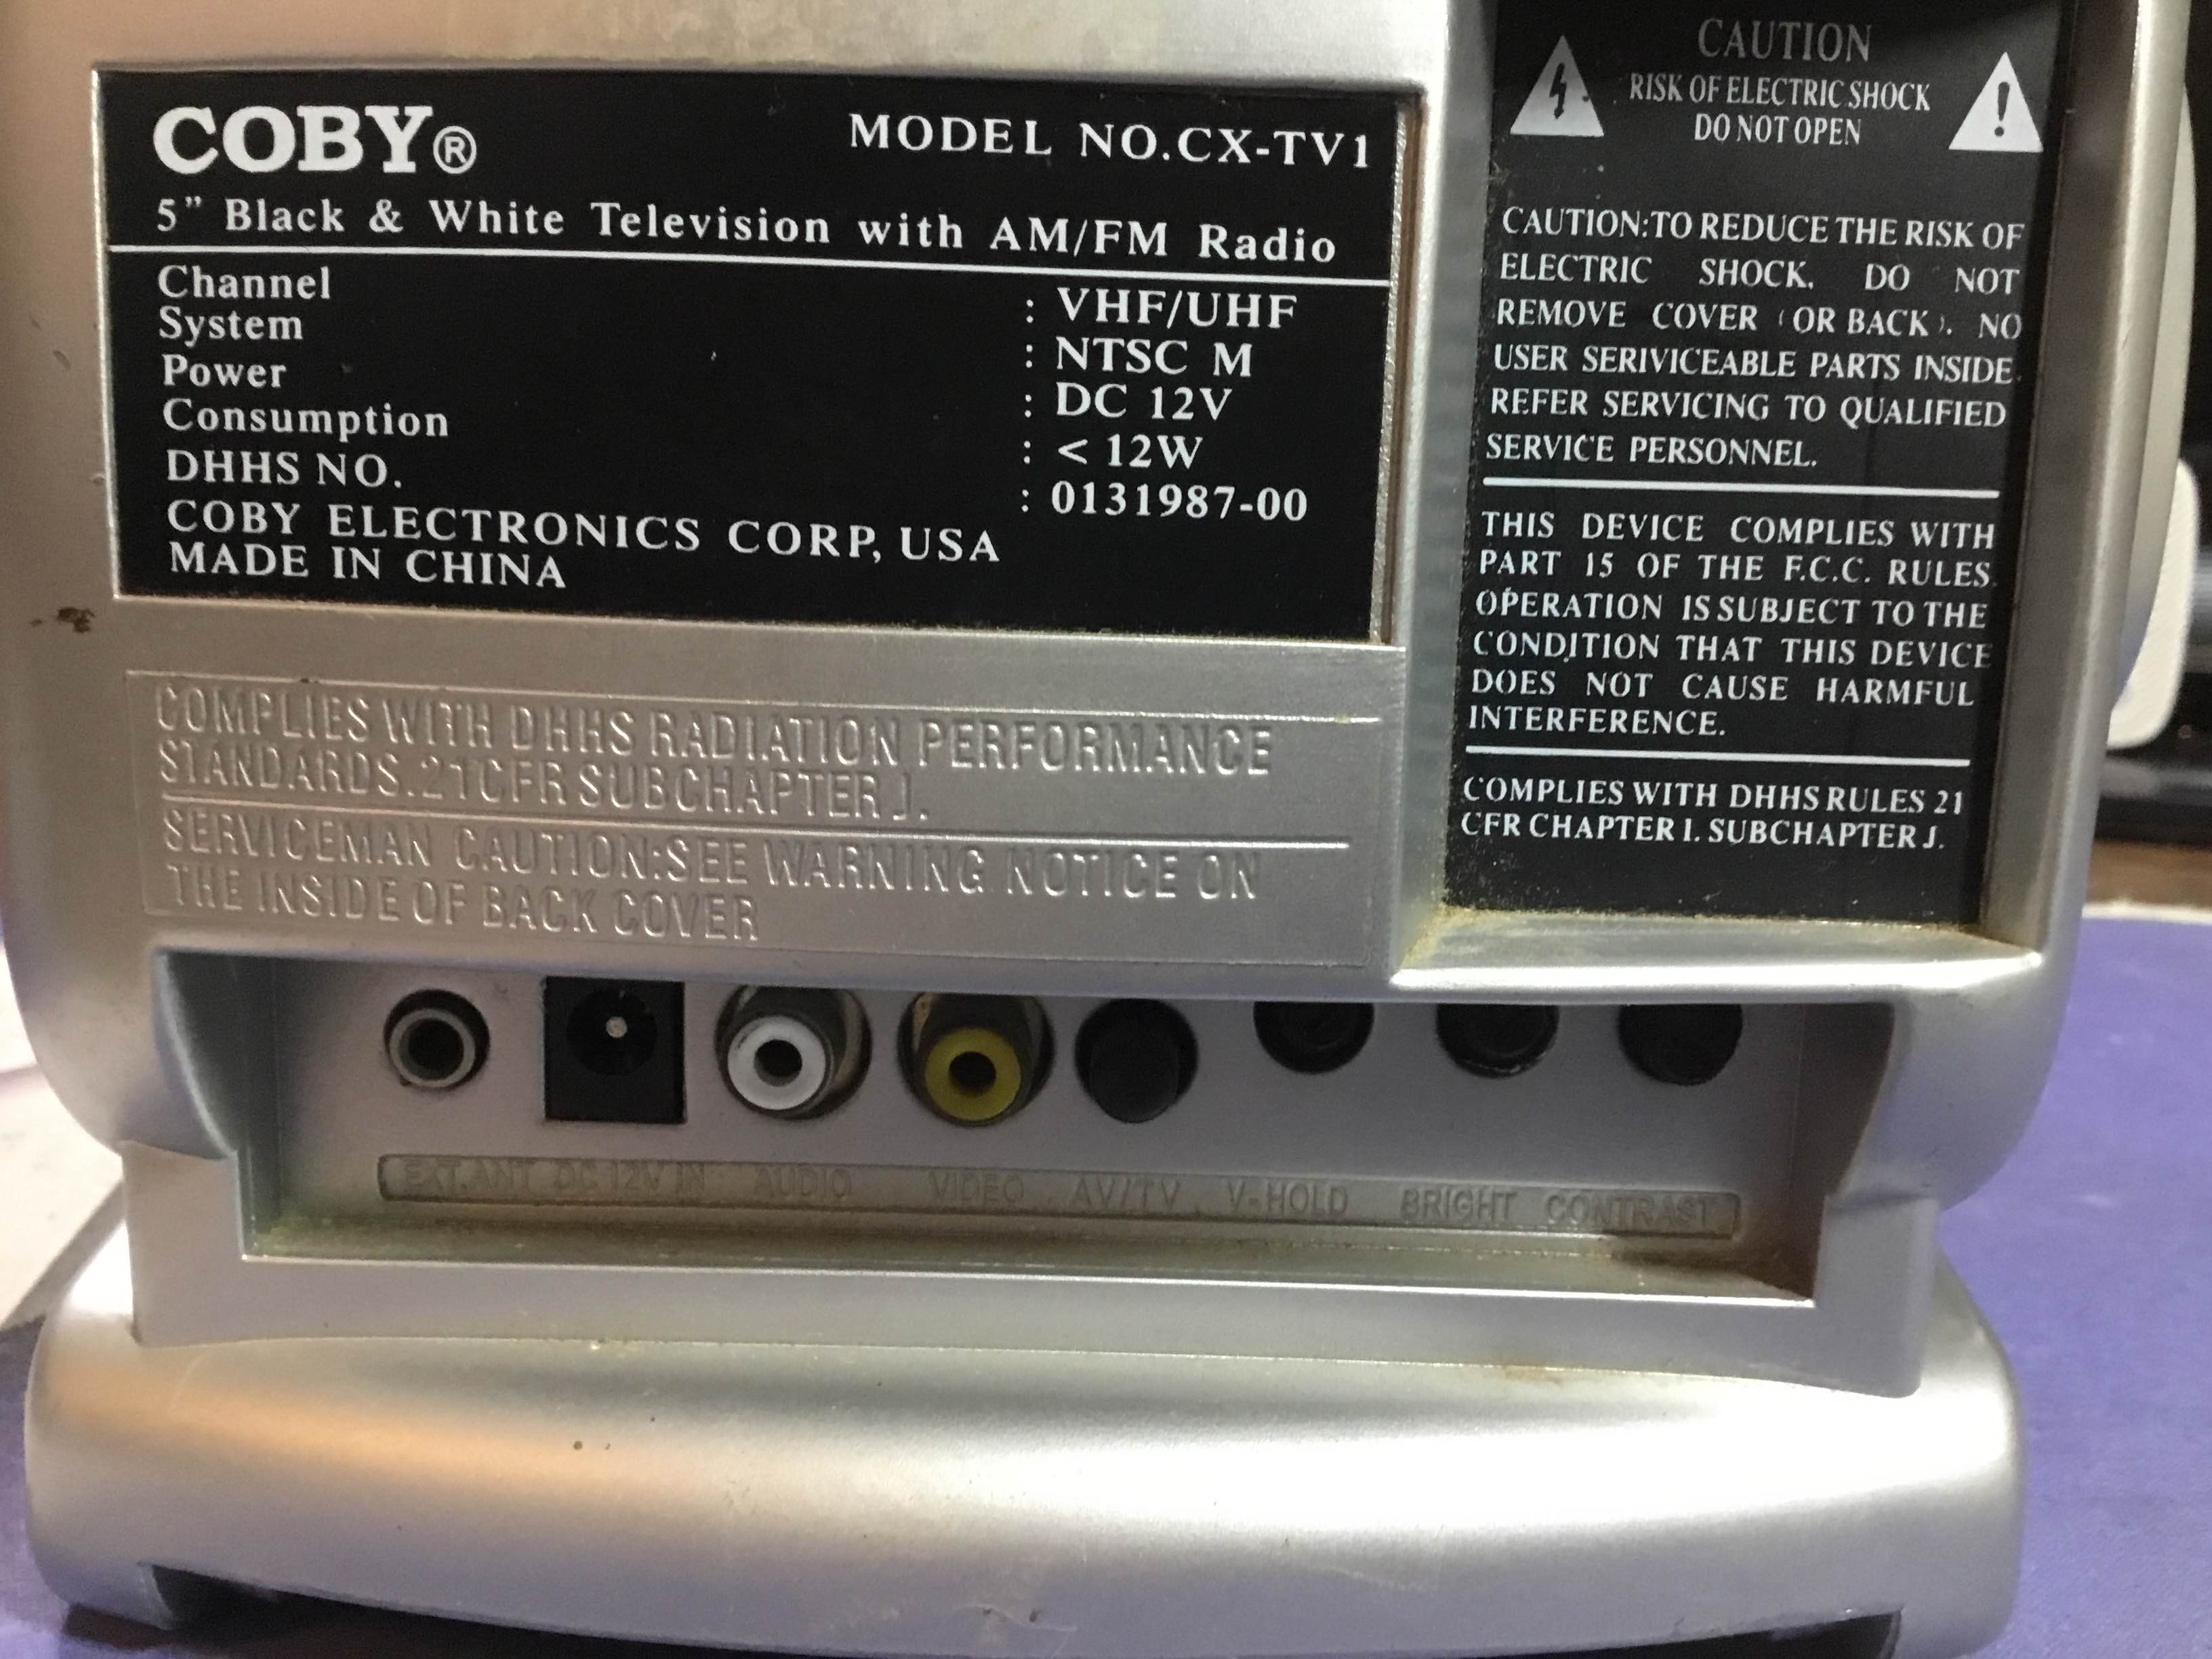 COBY®
MODEL NO.CX-TV1
5” Black & White Television with AM/FM Radio
Channel : VHF/UHF
System : NTSC M
Power : DC 12V
Consumption : < 12W
DHHS NO. : 0131987-00
COBY ELECTRONICS CORP, USA
MADE IN CHINA
COMPLIES WITH DHHS RADIATION PERFORMANCE
STANDARDS.21CFR SUBCHAPTER J.
SERVICEMAN CAUTION:SEE WARNING NOTICE ON
THE INSIDE OF BACK COVER
EXT.ANT DC 12V IN AUDIO VIDEO AV/TV V-HOLD BRIGHT CONTRAST
CAUTION
RISK OF ELECTRIC SHOCK
DO NOT OPEN
CAUTION:TO REDUCE THE RISK OF
ELECTRIC SHOCK. DO NOT
REMOVE COVER (OR BACK). NO
USER SERIVICEABLE PARTS INSIDE.
REFER SERVICING TO QUALIFIED
SERVICE PERSONNEL.
THIS DEVICE COMPLIES WITH
PART 15 OF THE F.C.C. RULES.
OPERATION IS SUBJECT TO THE
CONDITION THAT THIS DEVICE
DOES NOT CAUSE HARMFUL
INTERFERENCE.
COMPLIES WITH DHHS RULES 21
CFR CHAPTER I. SUBCHAPTER J.